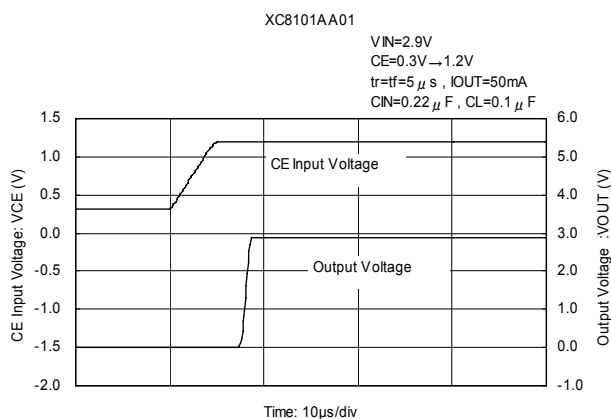 XC8101AA01
VIN=2.9V
CE=0.3V→1.2V
tr=tf=5μs , IOUT=50mA
CIN=0.22μF , CL=0.1μF
CE Input Voltage: VCE (V)
1.5
1.0
0.5
0.0
-0.5
-1.0
-1.5
-2.0
CE Input Voltage
Output Voltage
6.0
5.0
4.0
3.0
2.0
1.0
0.0
-1.0
Output Voltage :VOUT (V)
Time: 10μs/div